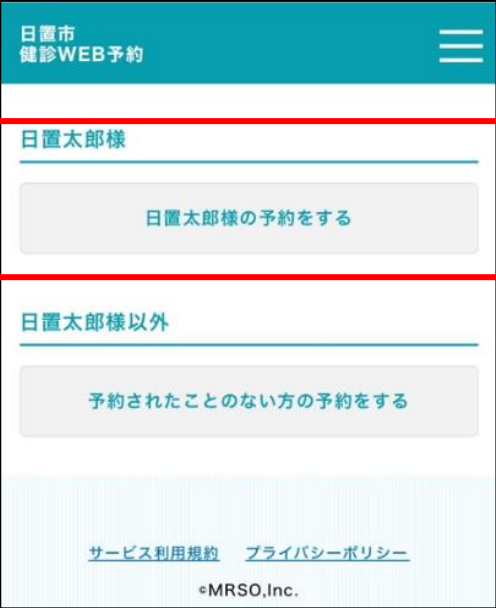 日置市
健診WEB予約
日置太郎様
日置太郎様の予約をする
日置太郎様以外
予約されたことのない方の予約をする
サービス利用規約 プライバシーポリシー
©MRSO,Inc.